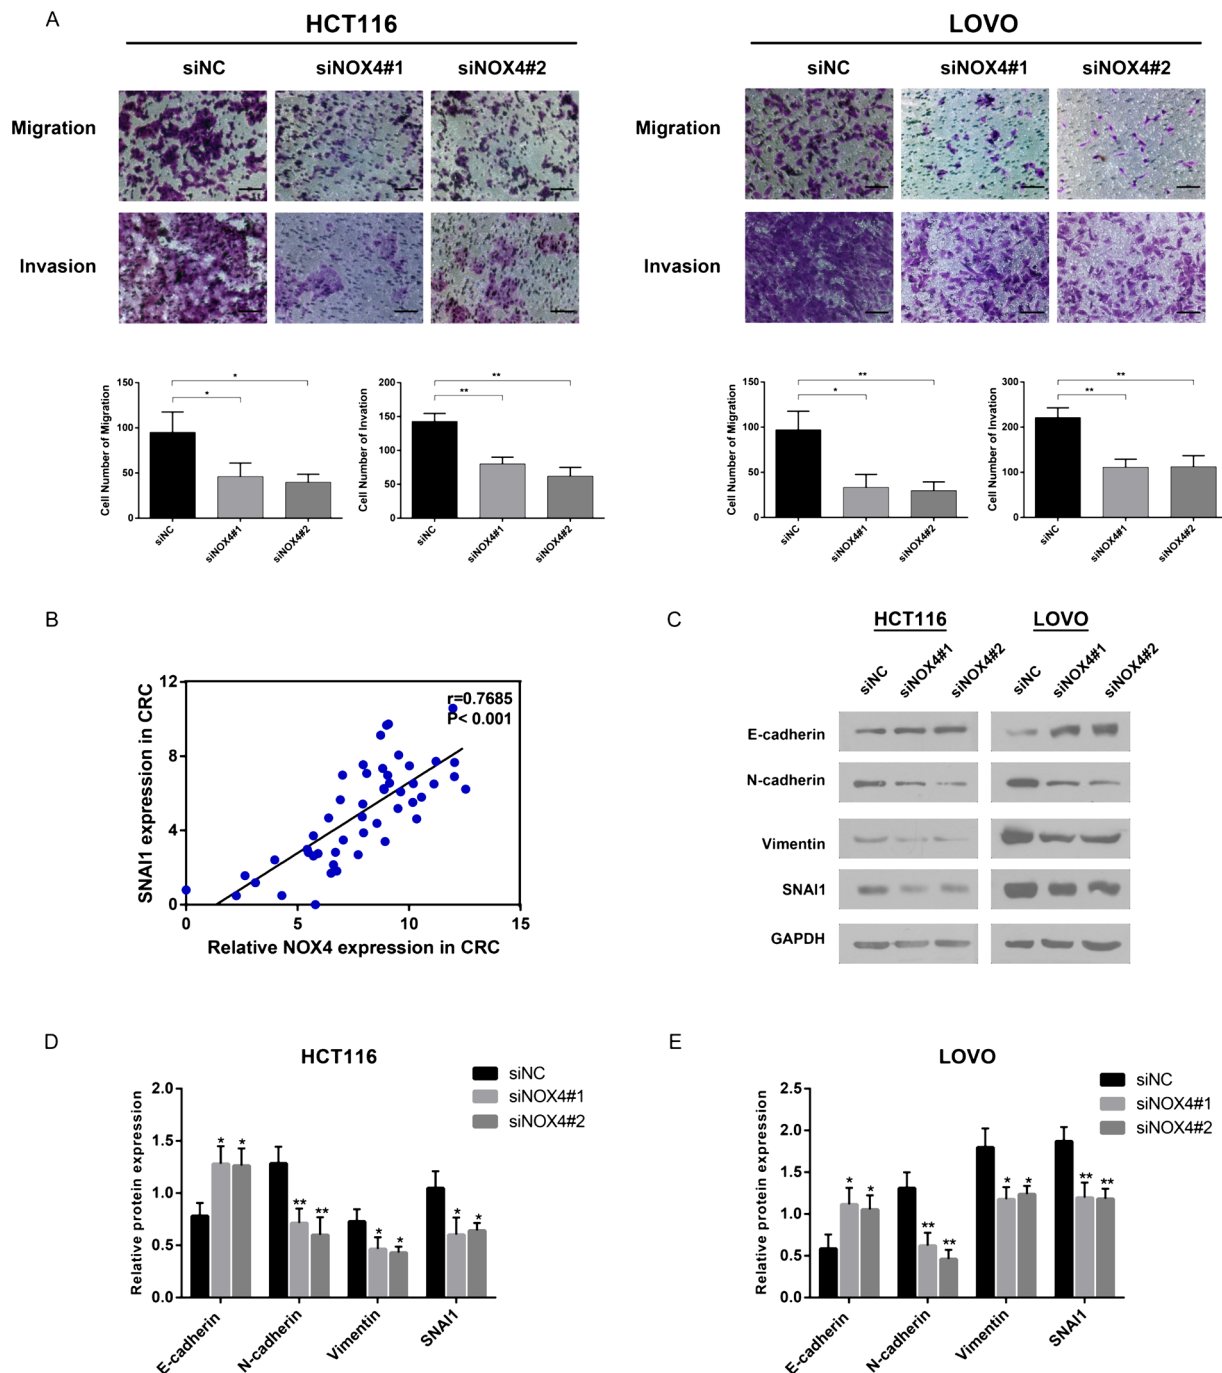 A
HCT116
LOVO
siNC siNOX4#1 siNOX4#2
siNC siNOX4#1 siNOX4#2
Migration
Migration
Invasion
Invasion
Cell Number of Migration
150
100
50
0
*
*
siNC siNOX4#1 siNOX4#2
Cell Number of Invation
200
150
100
50
0
**
**
siNC siNOX4#1 siNOX4#2
Cell Number of Migration
150
100
50
0
**
*
siNC siNOX4#1 siNOX4#2
Cell Number of Invation
300
200
100
0
**
**
siNC siNOX4#1 siNOX4#2
B
SNAI1 expression in CRC
12
8
4
0
r=0.7685
P< 0.001
0 5 10 15
Relative NOX4 expression in CRC
C
HCT116 LOVO
siNC siNOX4#1 siNOX4#2 siNC siNOX4#1 siNOX4#2
E-cadherin
N-cadherin
Vimentin
SNAI1
GAPDH
D
HCT116
siNC
siNOX4#1
siNOX4#2
Relative protein expression
2.0
1.5
1.0
0.5
0.0
* * ** ** * * * *
E-cadherin N-cadherin Vimentin SNAI1
E
LOVO
siNC
siNOX4#1
siNOX4#2
Relative protein expression
2.5
2.0
1.5
1.0
0.5
0.0
* * ** ** * * ** **
E-cadherin N-cadherin Vimentin SNAI1